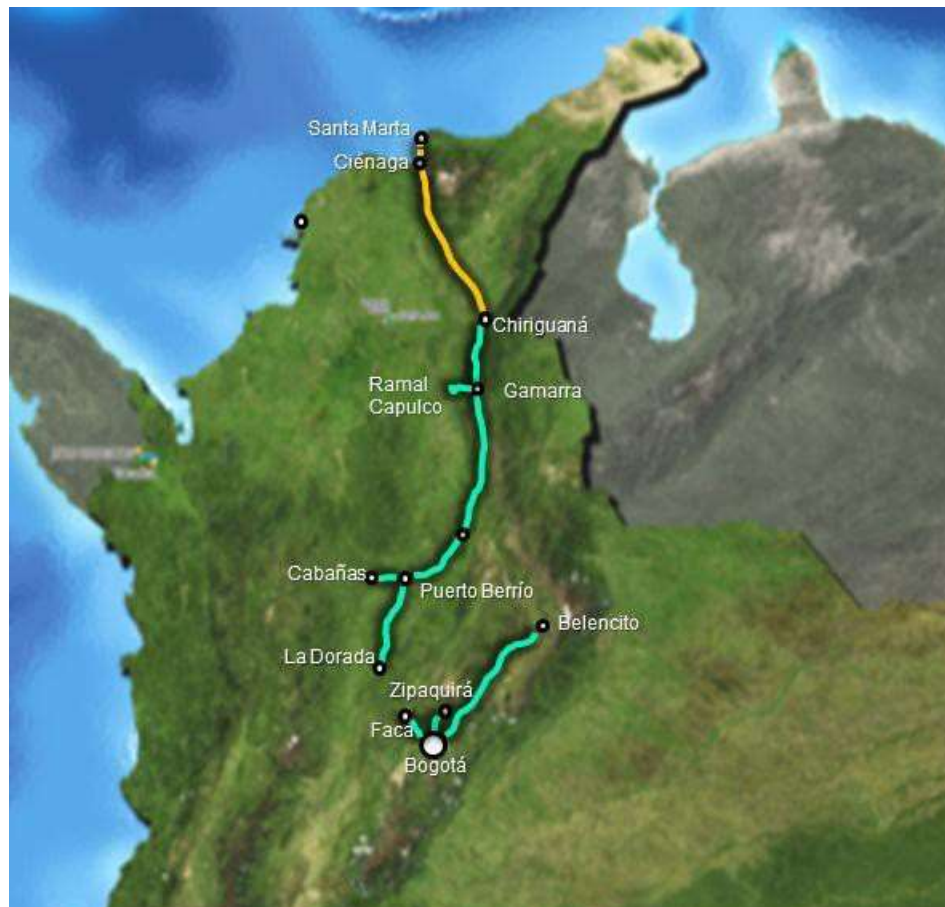 Santa Marta
Ciénaga
Chiriguaná
Ramal
Capulco
Gamarra
Cabañas
Puerto Berrío
Belencito
La Dorada
Zipaquirá
Faca
Bogotá